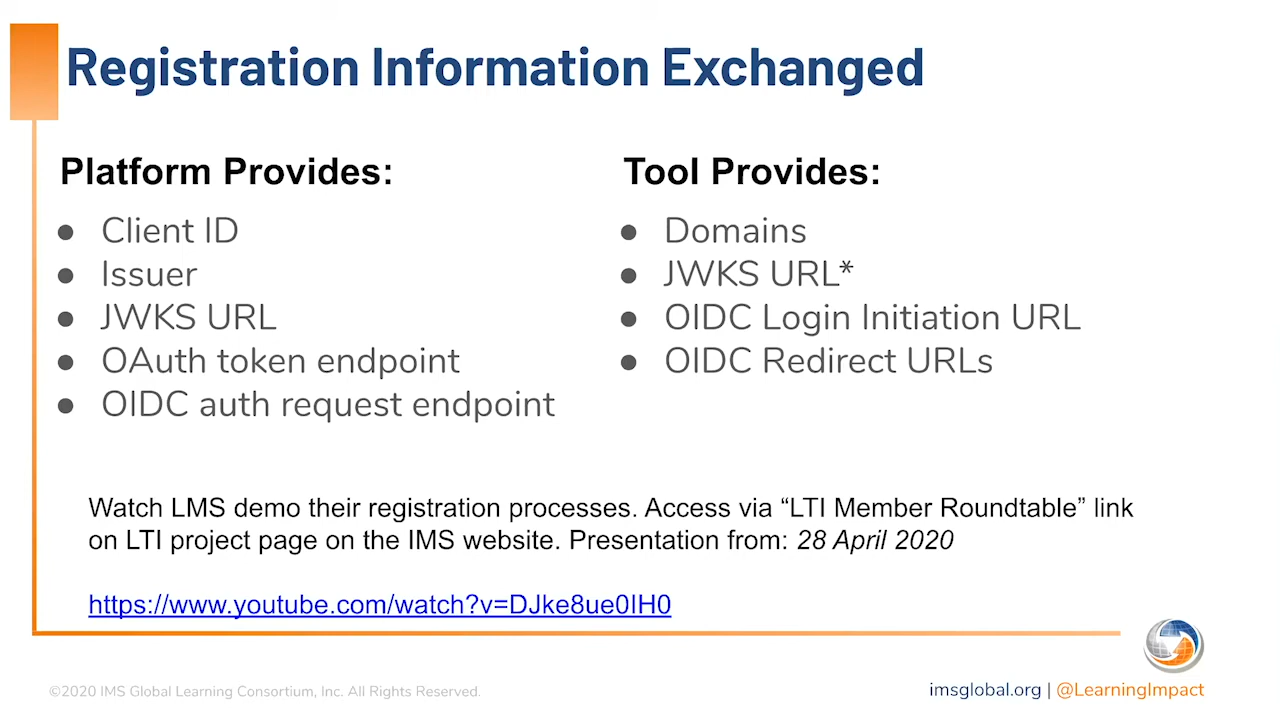 Registration Information Exchanged
Platform Provides:
● Client ID
● Issuer
● JWKS URL
● OAuth token endpoint
● OIDC auth request endpoint
Tool Provides:
● Domains
● JWKS URL*
● OIDC Login Initiation URL
● OIDC Redirect URLs
Watch LMS demo their registration processes. Access via “LTI Member Roundtable” link
on LTI project page on the IMS website. Presentation from: 28 April 2020
https://www.youtube.com/watch?v=DJke8ue0IH0
©2020 IMS Global Learning Consortium, Inc. All Rights Reserved.
imsglobal.org | @LearningImpact